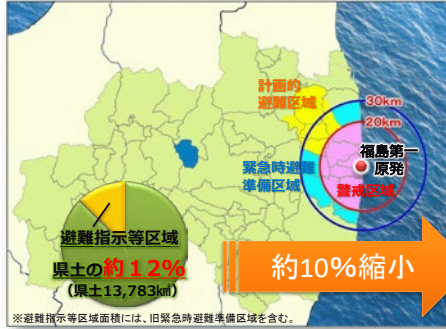 計画的
避難区域
30km
20km
福島第一
原発
緊急時避難
準備区域
警戒区域
避難指示等区域
県土の約12%
(県土13,783㎢)
約10%縮小
※避難指示等区域面積には、旧緊急時避難準備区域を含む。